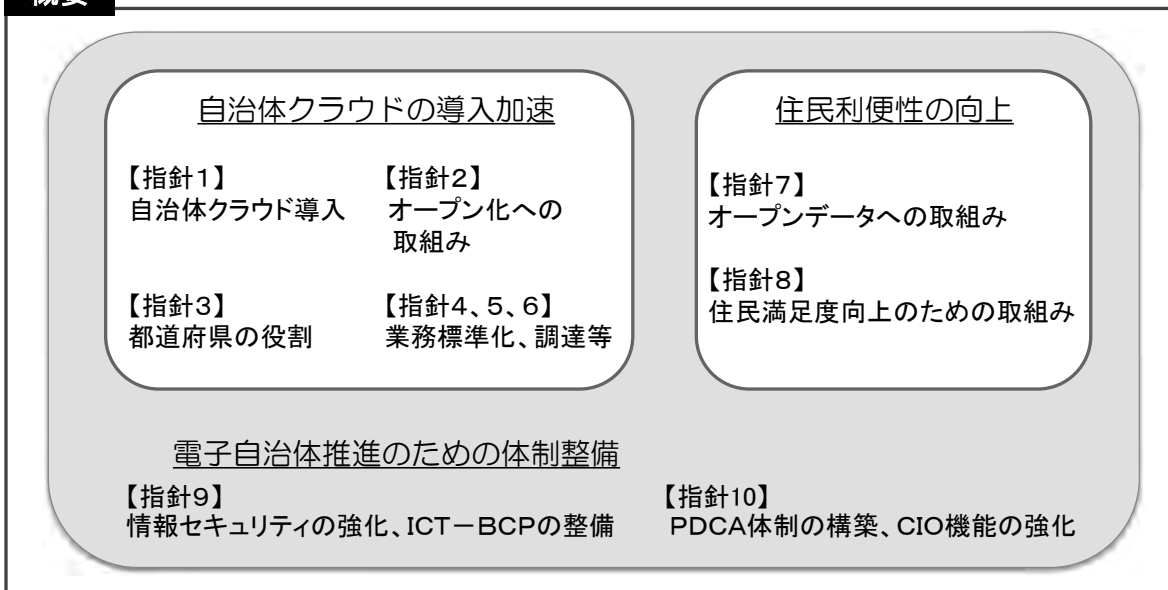 概要
自治体クラウドの導入加速
【指針1】
自治体クラウド導入
【指針2】
オープン化への
取組み
【指針3】
都道府県の役割
【指針4、5、6】
業務標準化、調達等
住民利便性の向上
【指針7】
オープンデータへの取組み
【指針8】
住民満足度向上のための取組み
電子自治体推進のための体制整備
【指針9】
情報セキュリティの強化、ICT－BCPの整備
【指針10】
PDCA体制の構築、CIO機能の強化